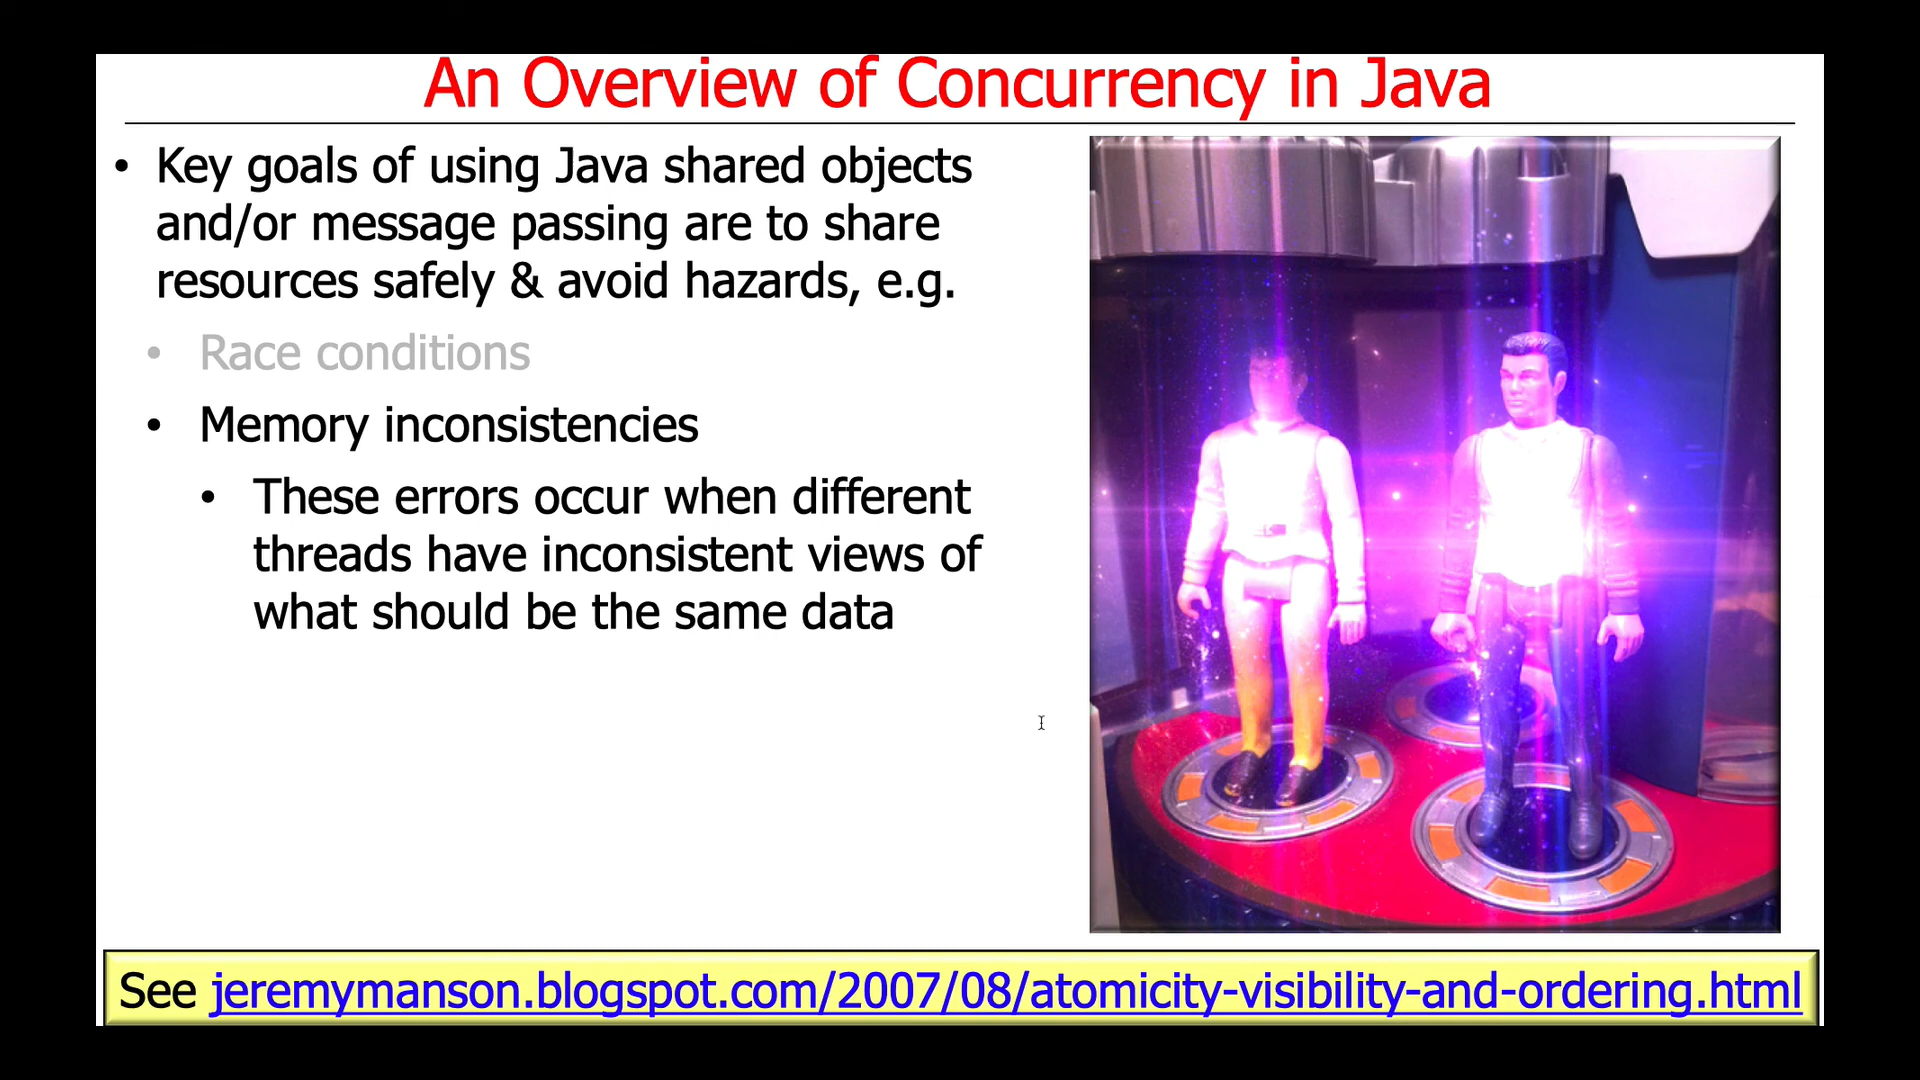 An Overview of Concurrency in Java
• Key goals of using Java shared objects
and/or message passing are to share
resources safely & avoid hazards, e.g.
• Race conditions
• Memory inconsistencies
• These errors occur when different
threads have inconsistent views of
what should be the same data
See jeremymanson.blogspot.com/2007/08/atomicity-visibility-and-ordering.html